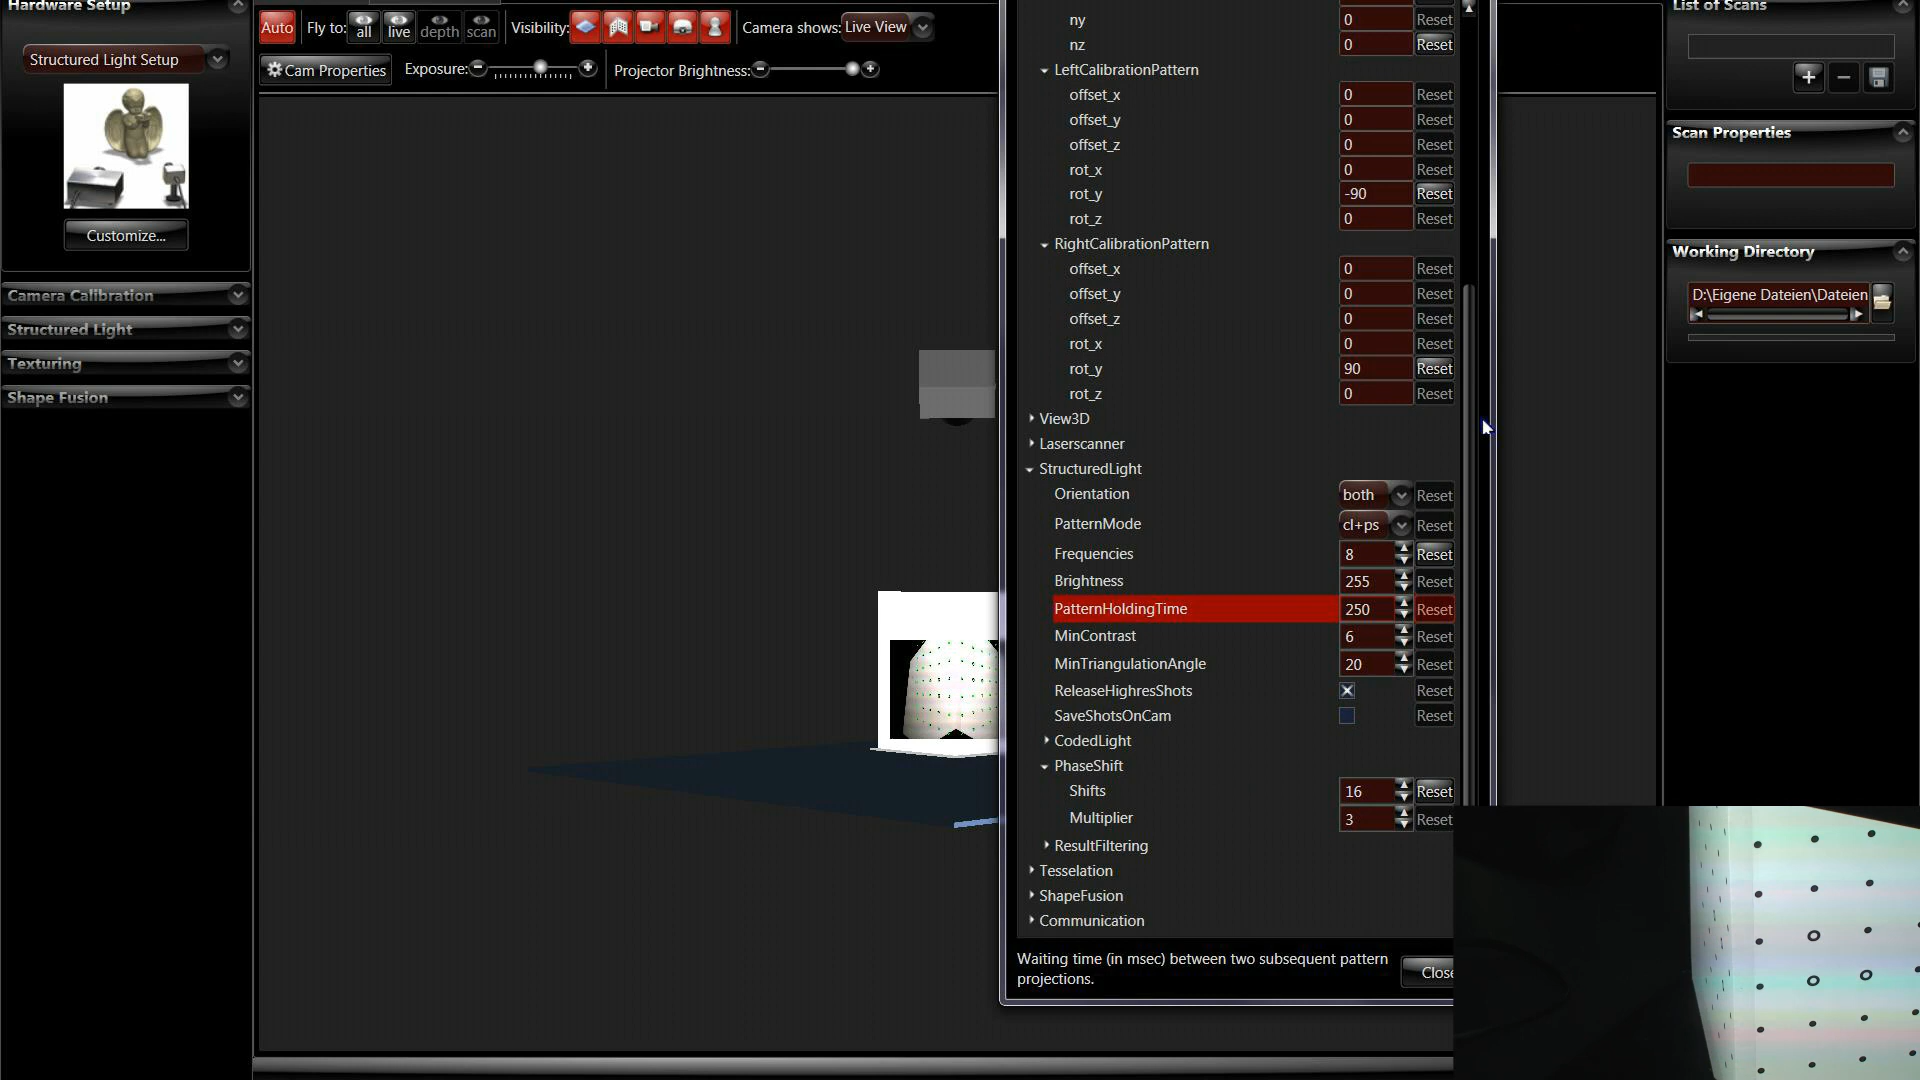 Hardware Setup
Structured Light Setup
Customize...
Camera Calibration
Structured Light
Texturing
Shape Fusion
Auto
Fly to:
all
live
depth
scan
Visibility:
Camera shows:
Live View
Cam Properties
Exposure:
Projector Brightness:
ny 0 Reset
nz 0 Reset
LeftCalibrationPattern
offset_x 0 Reset
offset_y 0 Reset
offset_z 0 Reset
rot_x 0 Reset
rot_y -90 Reset
rot_z 0 Reset
RightCalibrationPattern
offset_x 0 Reset
offset_y 0 Reset
offset_z 0 Reset
rot_x 0 Reset
rot_y 90 Reset
rot_z 0 Reset
View3D
Laserscanner
StructuredLight
Orientation both Reset
PatternMode cl+ps Reset
Frequencies 8 Reset
Brightness 255 Reset
PatternHoldingTime 250 Reset
MinContrast 6 Reset
MinTriangulationAngle 20 Reset
ReleaseHighresShots Reset
SaveShotsOnCam Reset
CodedLight
PhaseShift
Shifts 16 Reset
Multiplier 3 Reset
ResultFiltering
Tesselation
ShapeFusion
Communication
Waiting time (in msec) between two subsequent pattern
projections.
Close
List of Scans
Scan Properties
Working Directory
D:\Eigene Dateien\Dateien